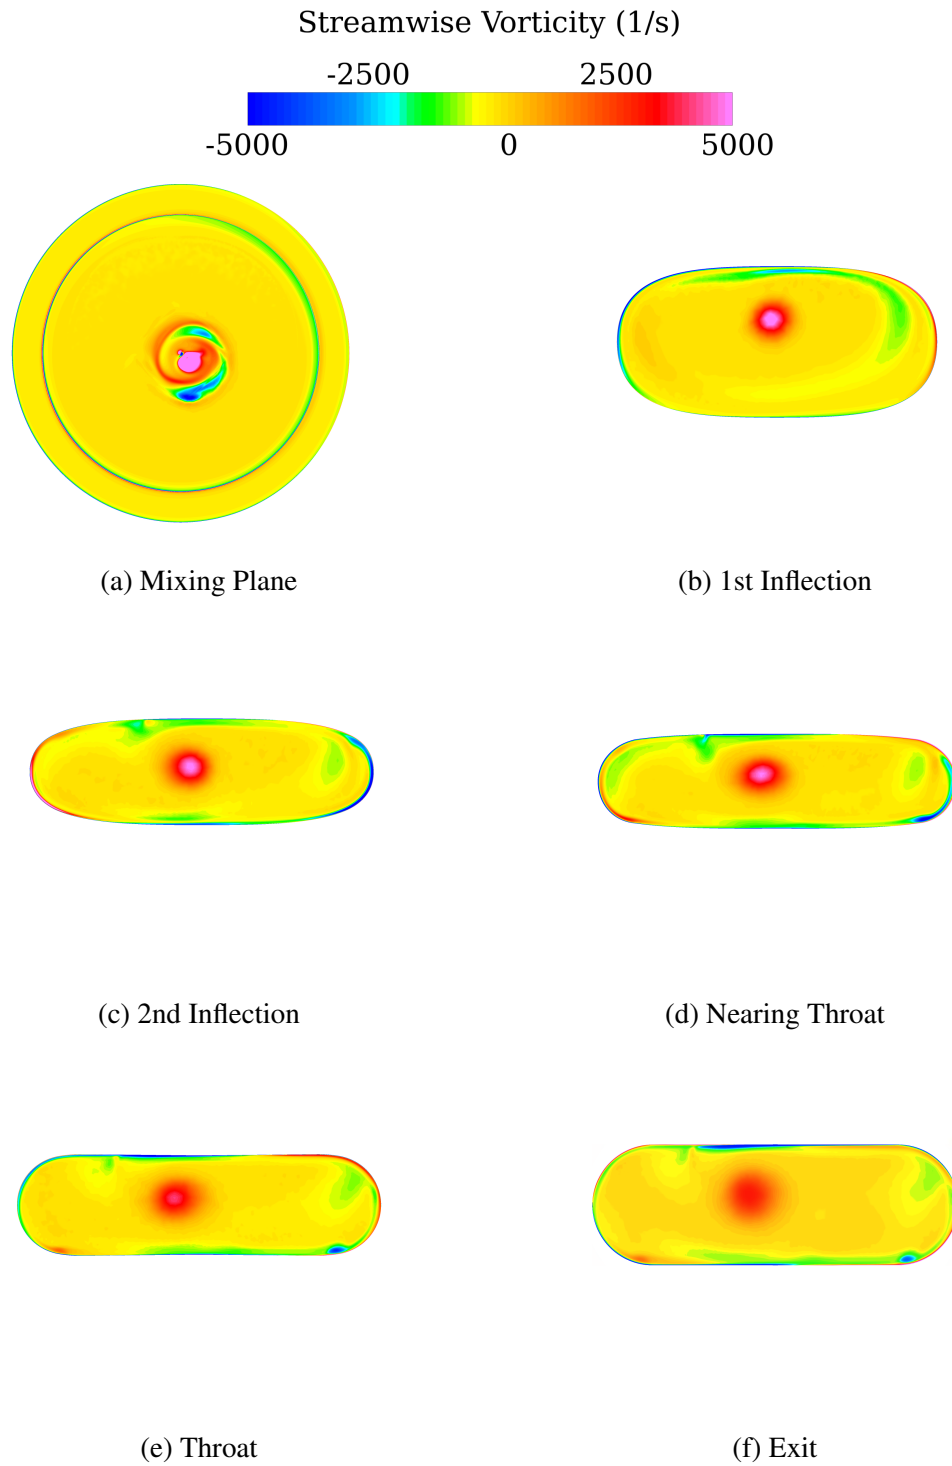 Streamwise Vorticity (1/s)
-2500 2500
-5000 0 5000
(a) Mixing Plane
(b) 1st Inflection
(c) 2nd Inflection
(d) Nearing Throat
(e) Throat
(f) Exit